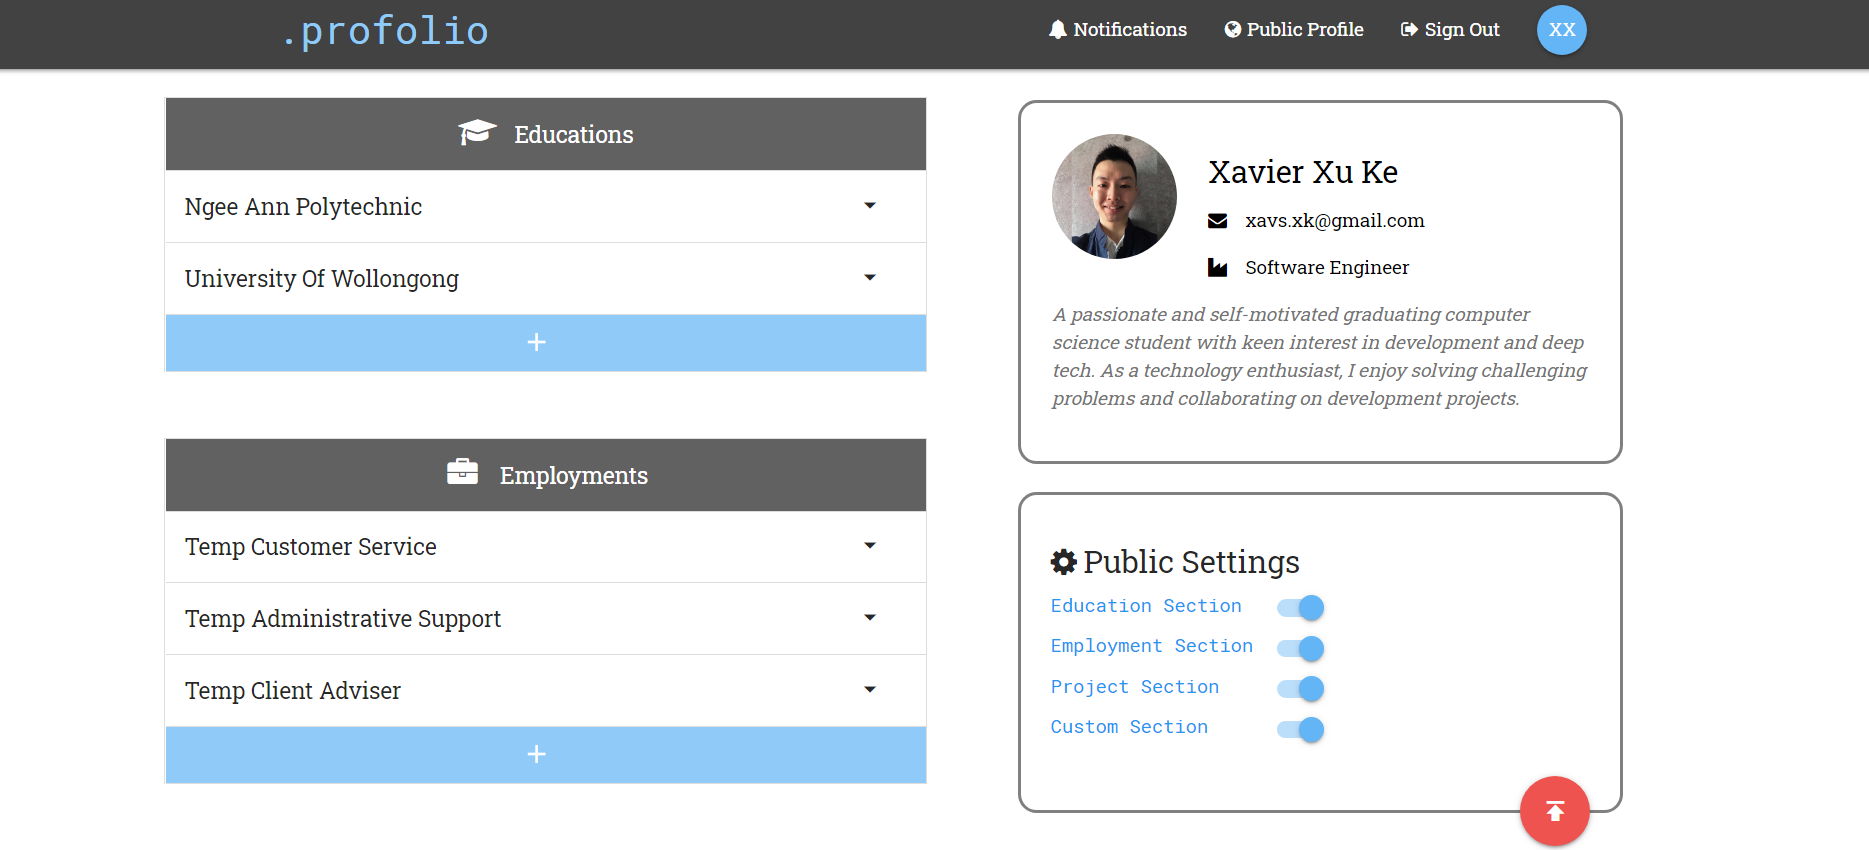 .profolio
Notifications
Public Profile
Sign Out
XX
Educations
Ngee Ann Polytechnic
University Of Wollongong
+
Employments
Temp Customer Service
Temp Administrative Support
Temp Client Adviser
+
Xavier Xu Ke
xavs.xk@gmail.com
Software Engineer
A passionate and self-motivated graduating computer
science student with keen interest in development and deep
tech. As a technology enthusiast, I enjoy solving challenging
problems and collaborating on development projects.
Public Settings
Education Section
Employment Section
Project Section
Custom Section